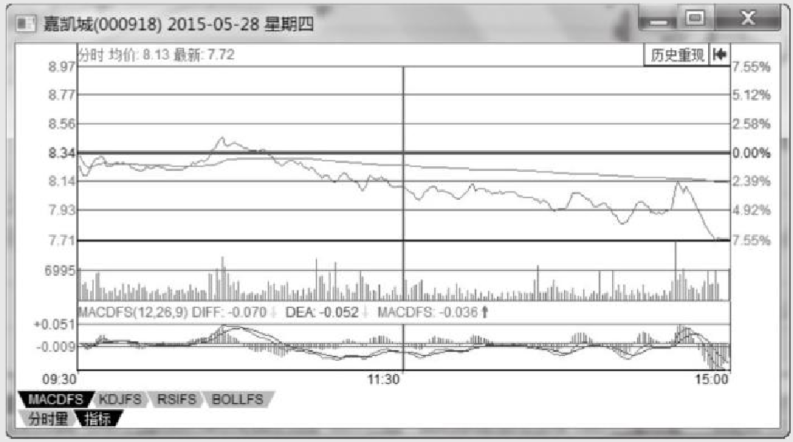 嘉凯城(000918) 2015-05-28 星期四
分时 均价: 8.13 最新: 7.72 历史重现
8.97 7.55%
8.77 5.12%
8.56 2.58%
8.34 0.00%
8.14 2.39%
7.93 4.92%
7.71 7.55%
6995
MACDFS(12,26,9) DIFF: -0.070↓ DEA: -0.052↓ MACDFS: -0.036⬆
+0.051
-0.009
09:30 11:30 15:00
MACDFS KDJFS RSIFS BOLLFS
分时量 指标